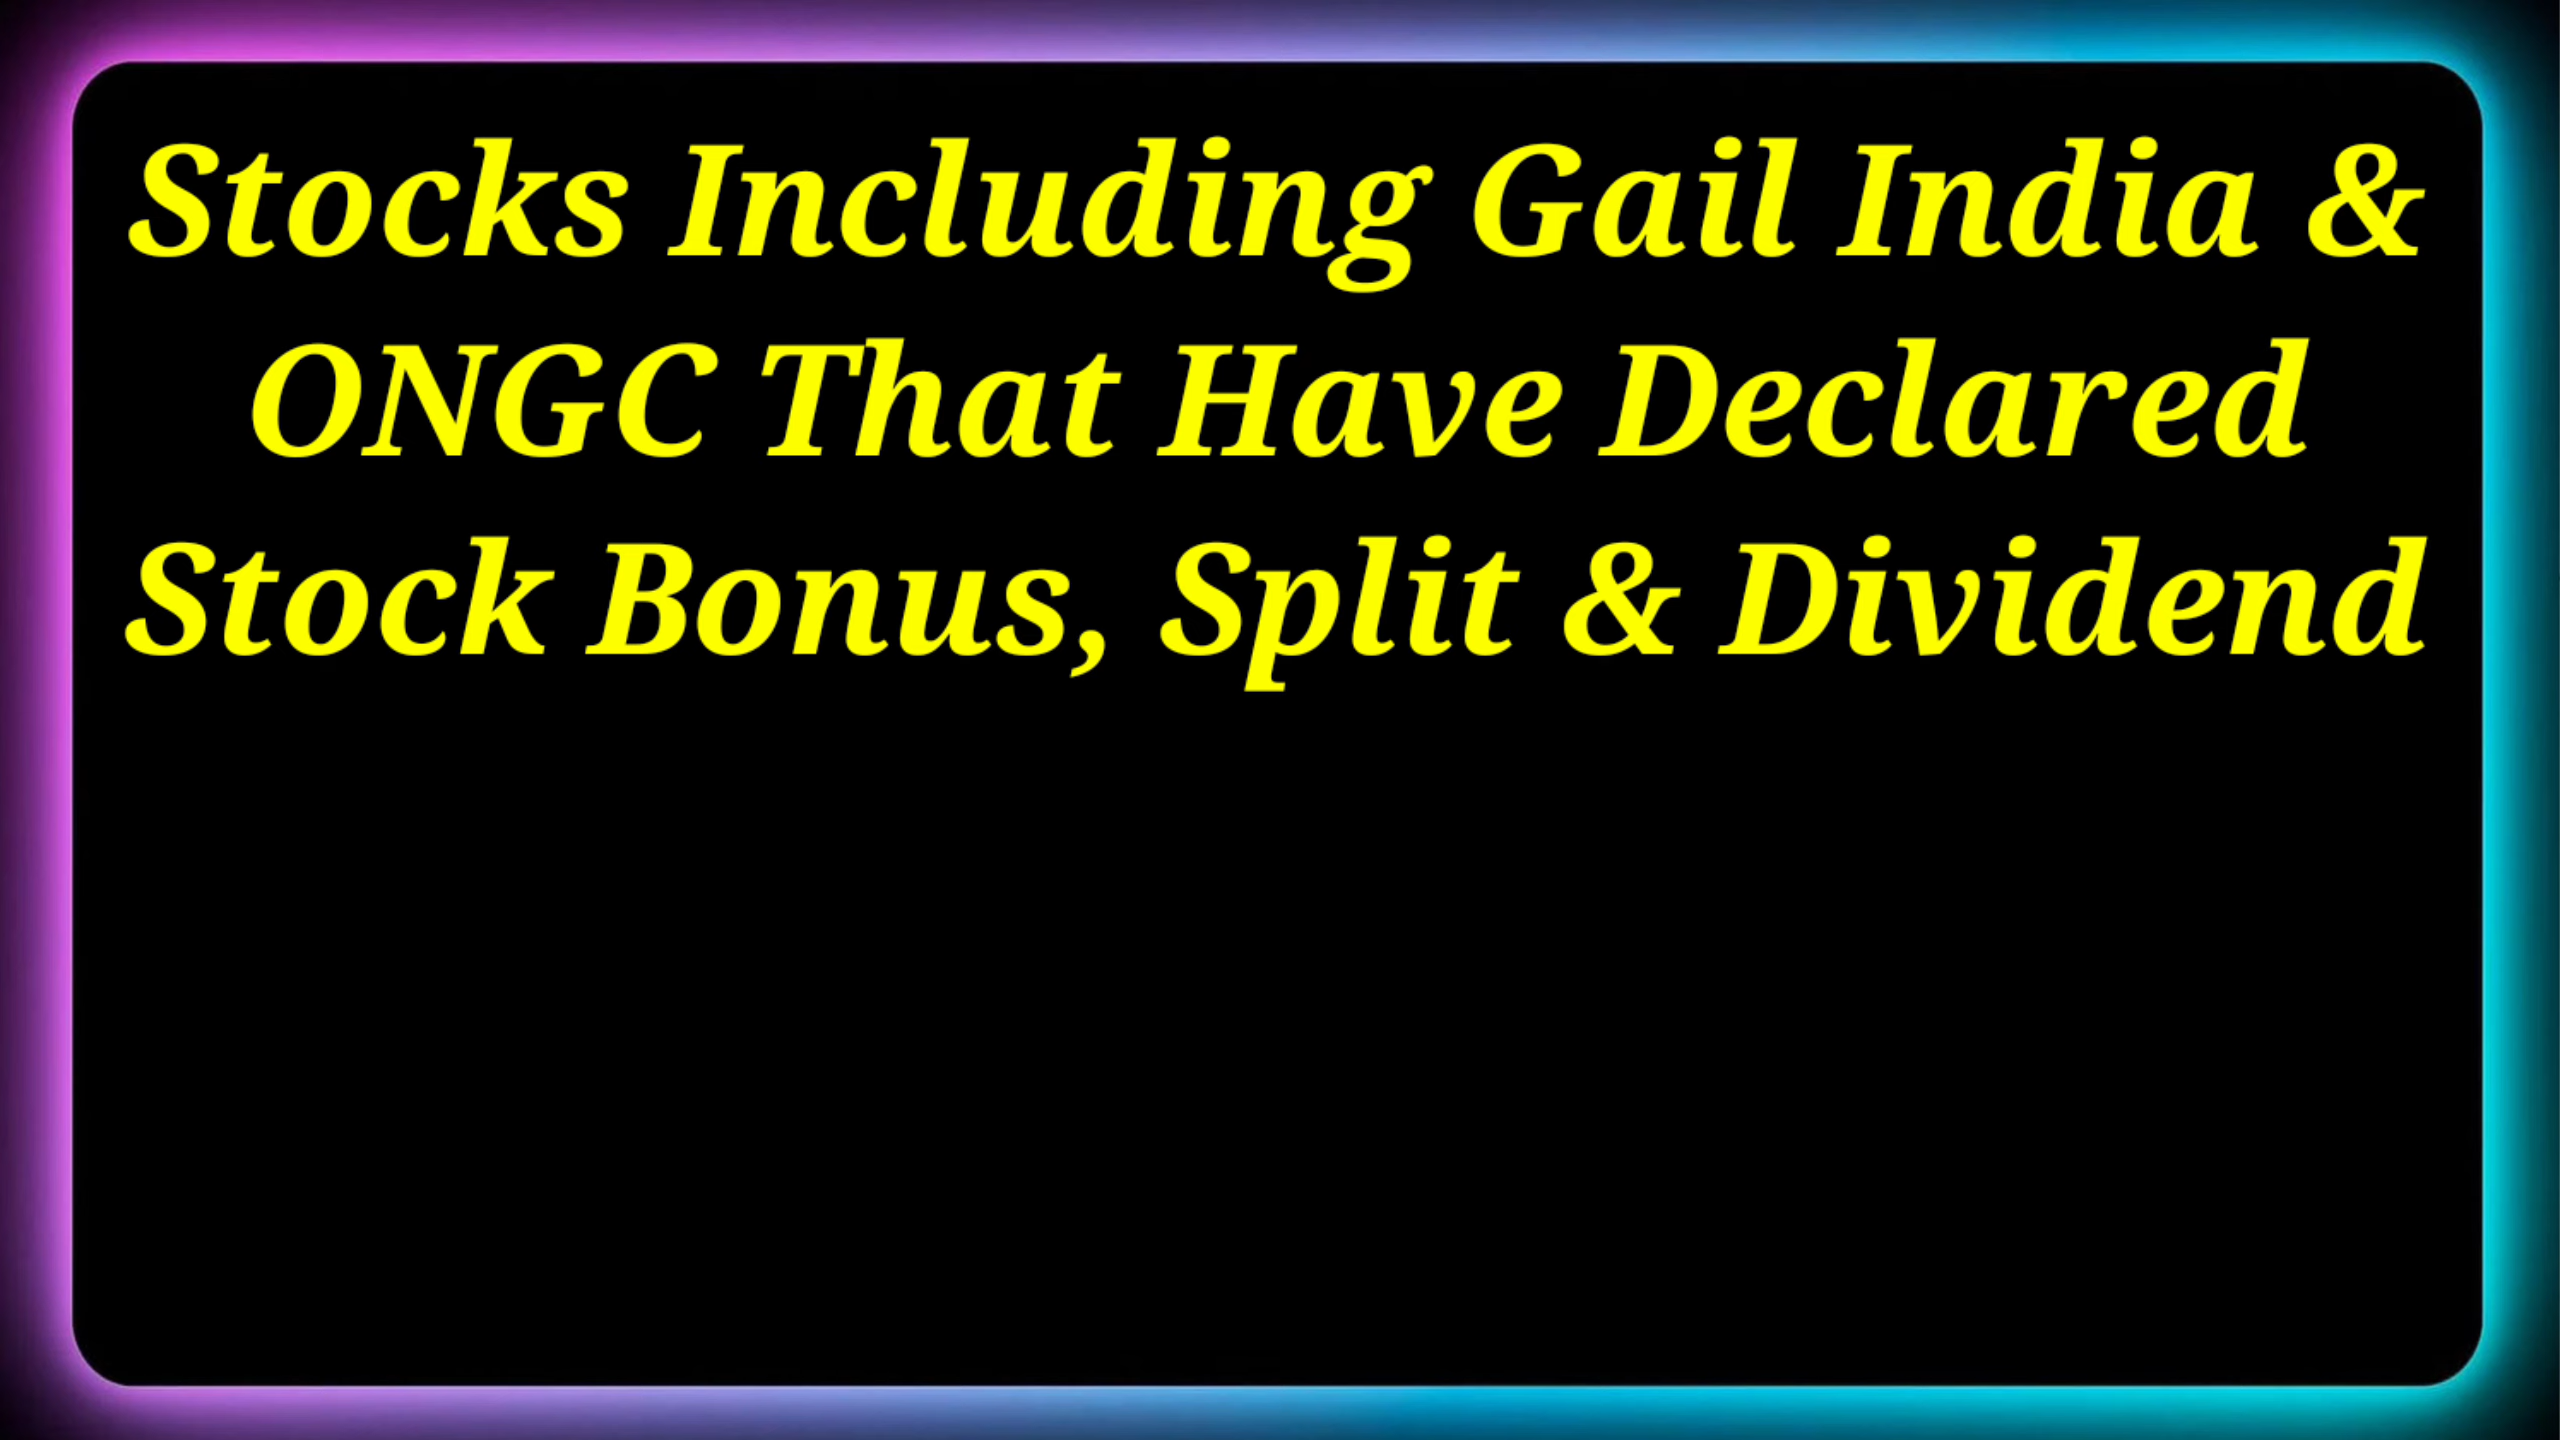 Stocks Including Gail India &
ONGC That Have Declared
Stock Bonus, Split & Dividend